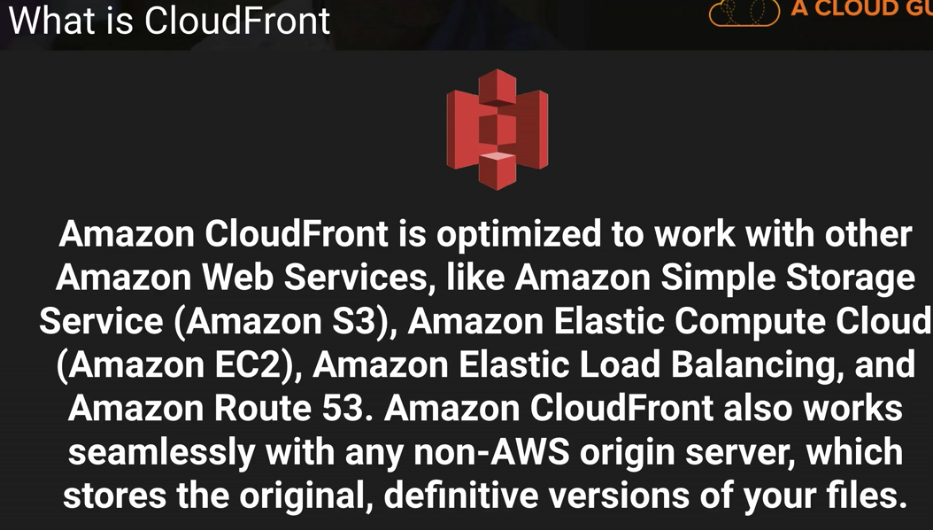 What is CloudFront
A CLOUD GU
Amazon CloudFront is optimized to work with other
Amazon Web Services, like Amazon Simple Storage
Service (Amazon S3), Amazon Elastic Compute Cloud
(Amazon EC2), Amazon Elastic Load Balancing, and
Amazon Route 53. Amazon CloudFront also works
seamlessly with any non-AWS origin server, which
stores the original, definitive versions of your files.